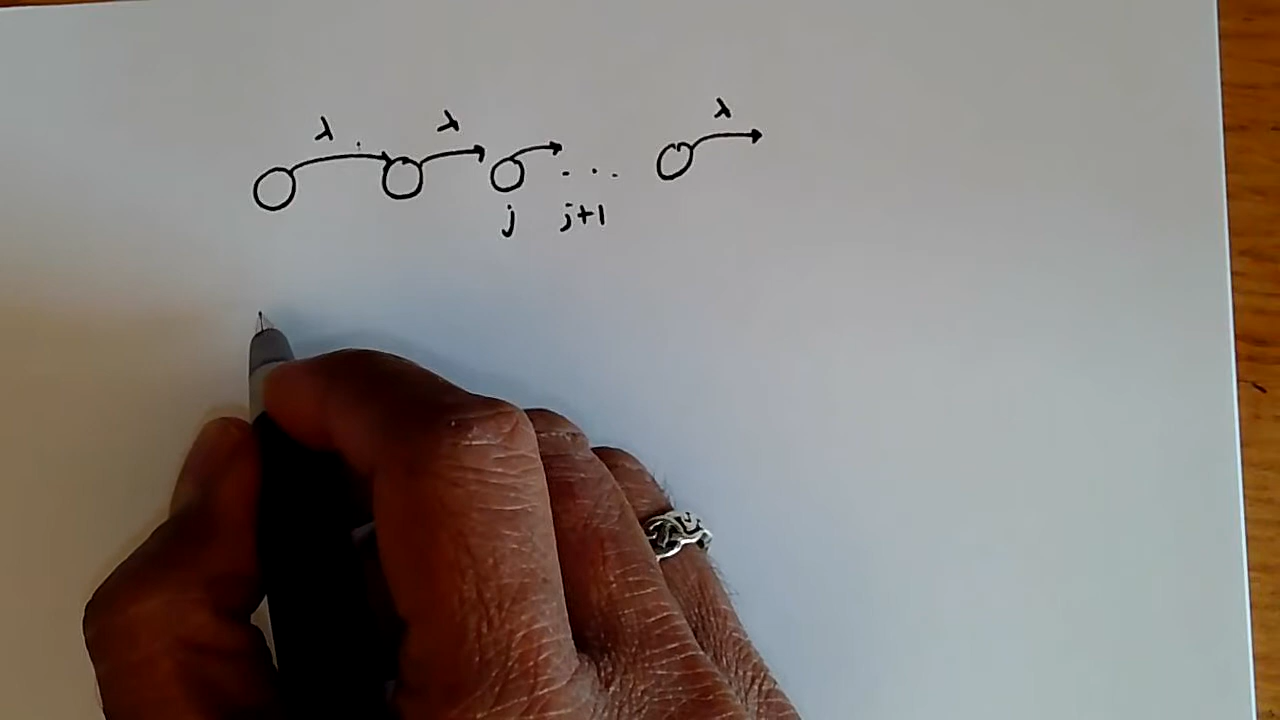 λ λ λ
. . .
j j+1